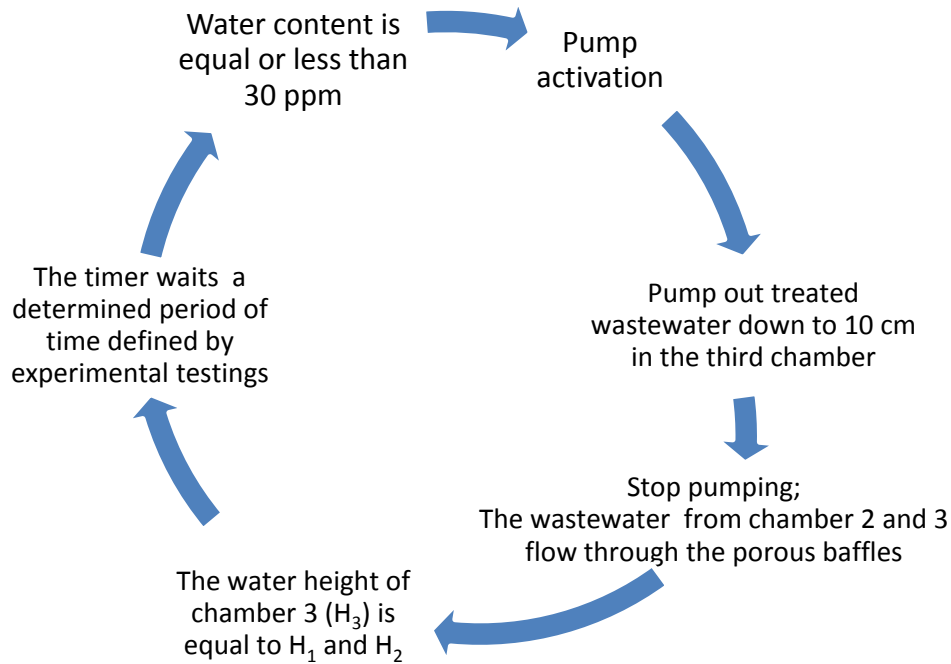 Water content is
equal or less than
30 ppm
Pump
activation
Pump out treated
wastewater down to 10 cm
in the third chamber
Stop pumping;
The wastewater from chamber 2 and 3
flow through the porous baffles
The water height of
chamber 3 (H₃) is
equal to H₁ and H₂
The timer waits a
determined period of
time defined by
experimental testings